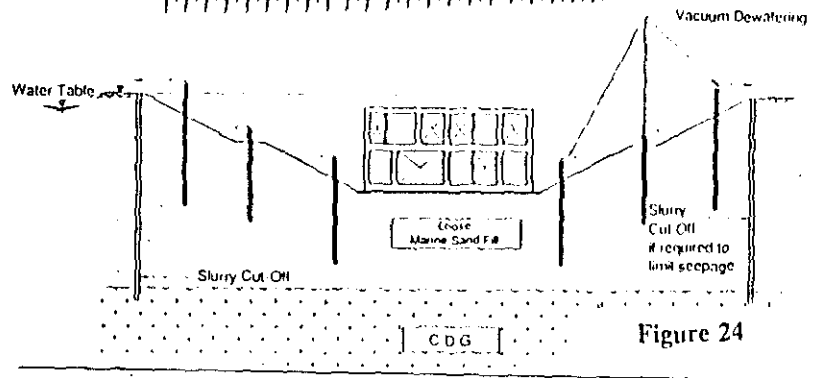 Vacuum Dewatering
Water Table
Loose
Marine Sand Fill
Slurry
Cut Off
if required to
limit seepage
Slurry Cut-Off
CDG
Figure 24